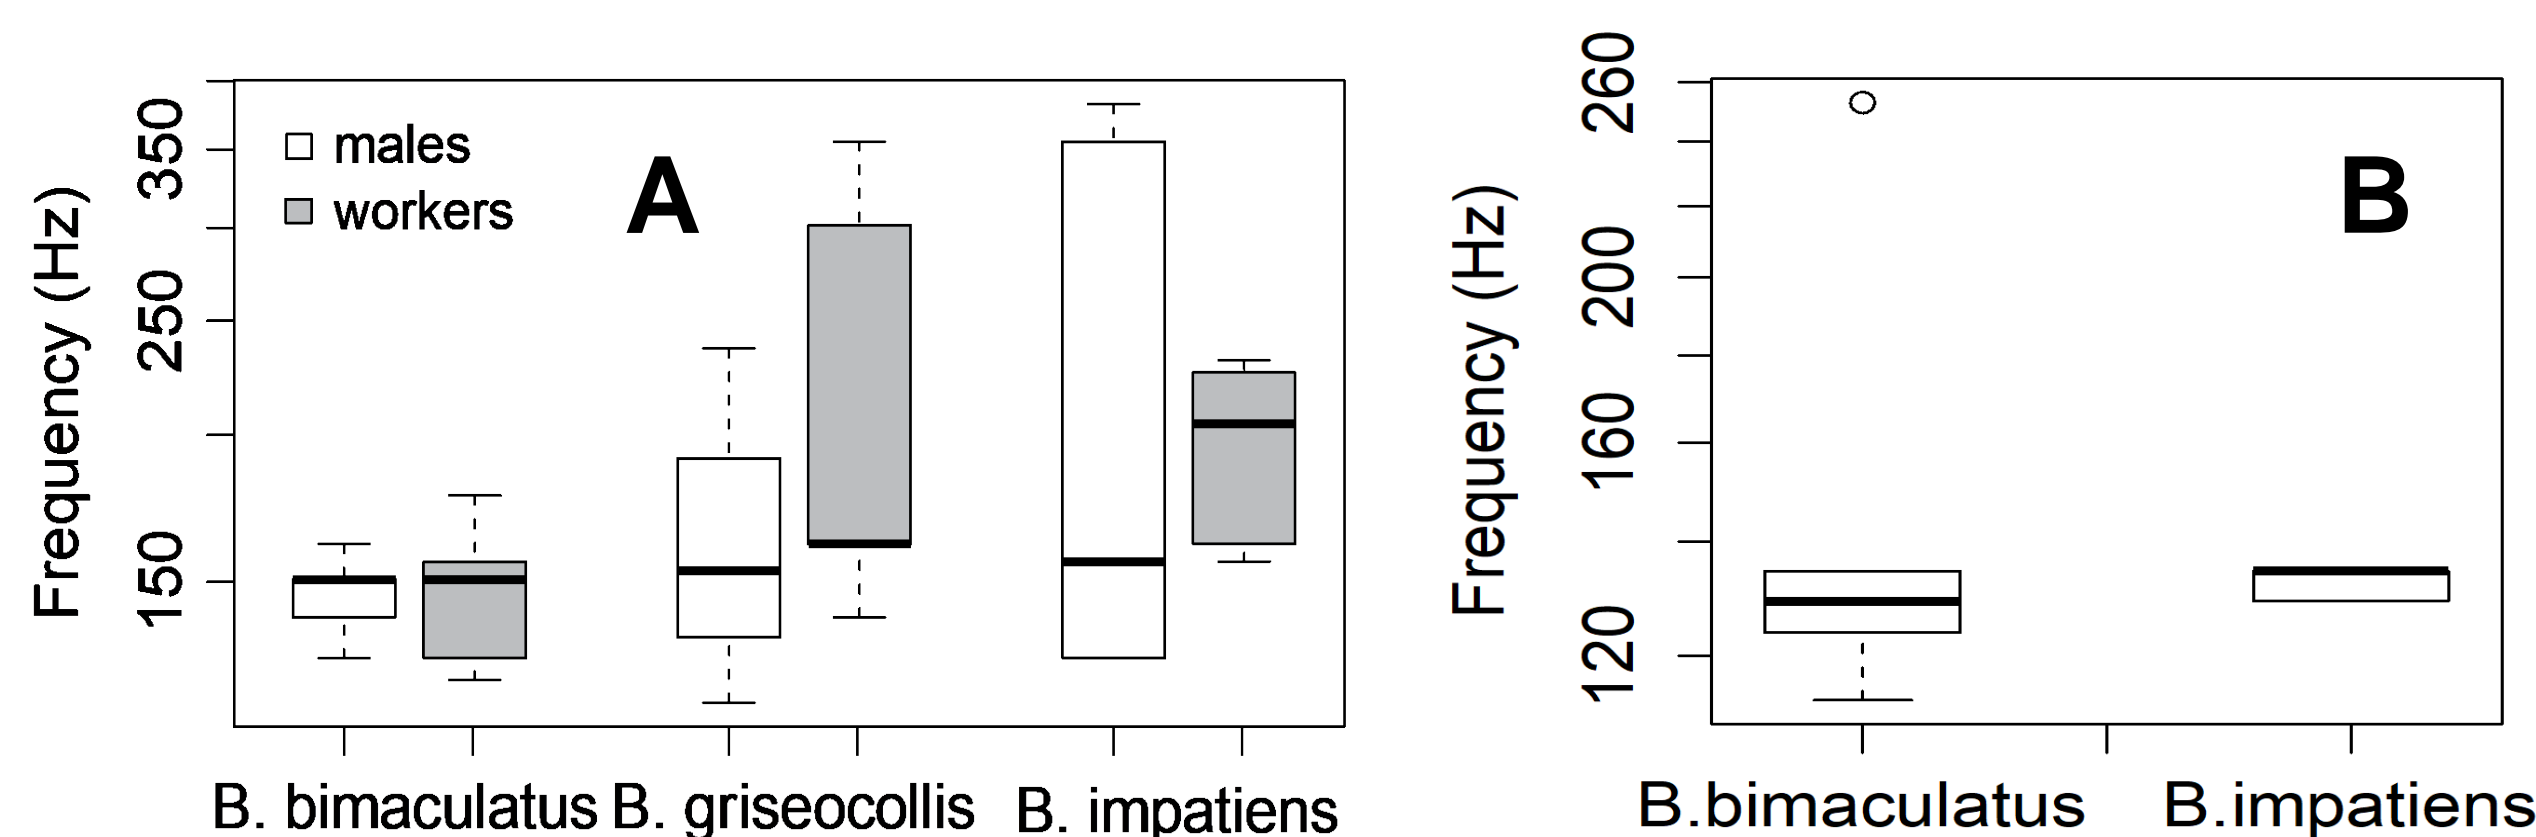 Frequency (Hz)
350
250
150
males
workers
A
B. bimaculatus
B. griseocollis
B. impatiens
Frequency (Hz)
260
200
160
120
B
B.bimaculatus
B.impatiens